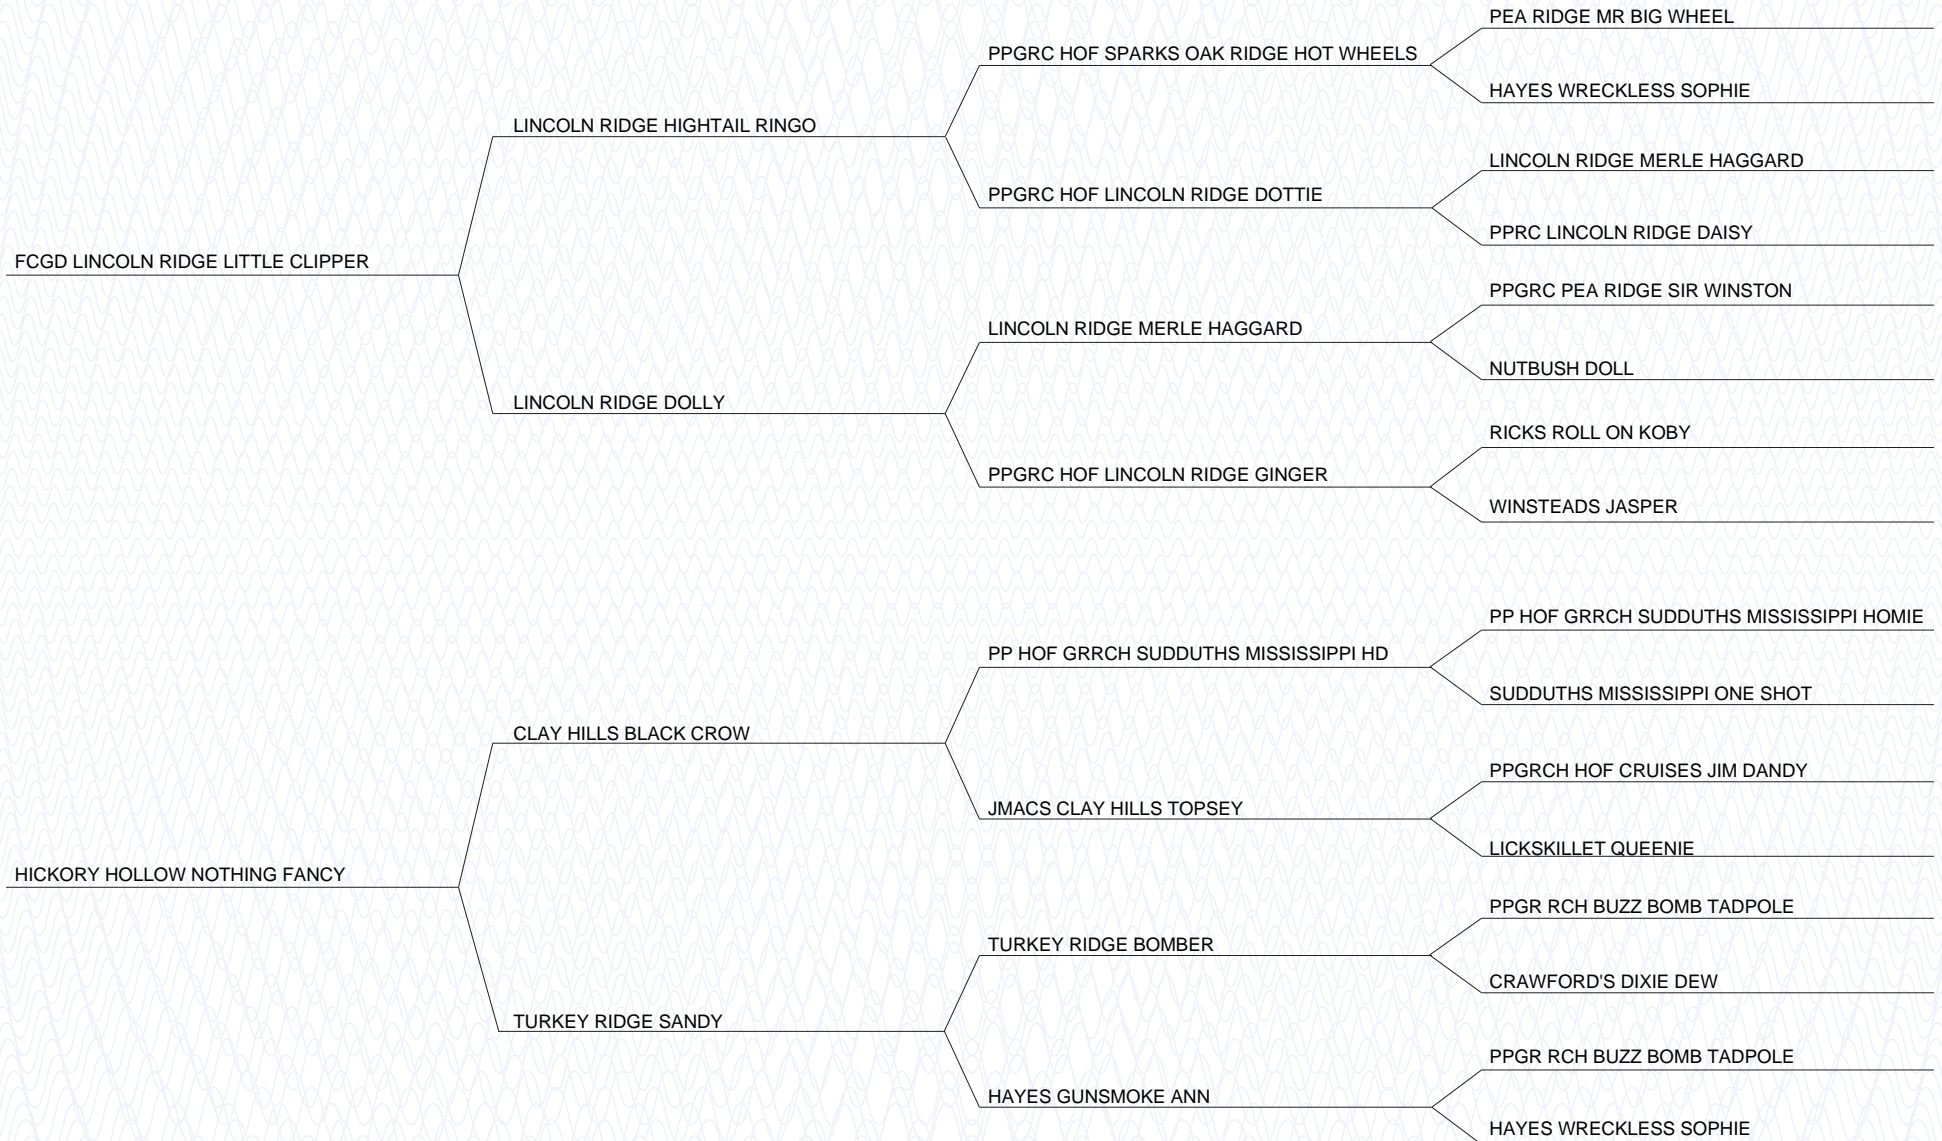 PEA RIDGE MR BIG WHEEL
PPGRC HOF SPARKS OAK RIDGE HOT WHEELS
HAYES WRECKLESS SOPHIE
LINCOLN RIDGE HIGHTAIL RINGO
LINCOLN RIDGE MERLE HAGGARD
PPGRC HOF LINCOLN RIDGE DOTTIE
PPRC LINCOLN RIDGE DAISY
FCGD LINCOLN RIDGE LITTLE CLIPPER
PPGRC PEA RIDGE SIR WINSTON
LINCOLN RIDGE MERLE HAGGARD
NUTBUSH DOLL
LINCOLN RIDGE DOLLY
RICKS ROLL ON KOBY
PPGRC HOF LINCOLN RIDGE GINGER
WINSTEADS JASPER
PP HOF GRRCH SUDDUTHS MISSISSIPPI HOMIE
PP HOF GRRCH SUDDUTHS MISSISSIPPI HD
SUDDUTHS MISSISSIPPI ONE SHOT
CLAY HILLS BLACK CROW
PPGRCH HOF CRUISES JIM DANDY
JMACS CLAY HILLS TOPSEY
LICKSKILLET QUEENIE
HICKORY HOLLOW NOTHING FANCY
PPGR RCH BUZZ BOMB TADPOLE
TURKEY RIDGE BOMBER
CRAWFORD'S DIXIE DEW
TURKEY RIDGE SANDY
PPGR RCH BUZZ BOMB TADPOLE
HAYES GUNSMOKE ANN
HAYES WRECKLESS SOPHIE